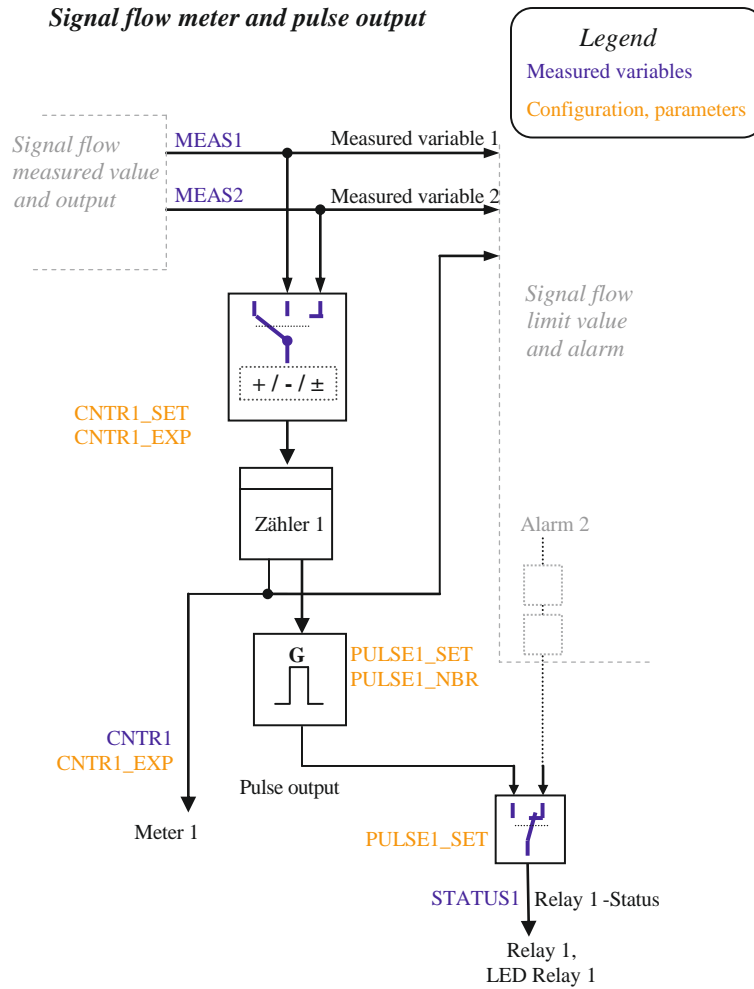 Signal flow meter and pulse output
Legend
Measured variables
Configuration, parameters
Signal flow
measured value
and output
MEAS1
Measured variable 1
MEAS2
Measured variable 2
Signal flow
limit value
and alarm
+ / - / ±
CNTR1_SET
CNTR1_EXP
Zähler 1
Alarm 2
G
PULSE1_SET
PULSE1_NBR
CNTR1
CNTR1_EXP
Pulse output
Meter 1
PULSE1_SET
STATUS1
Relay 1 -Status
Relay 1,
LED Relay 1